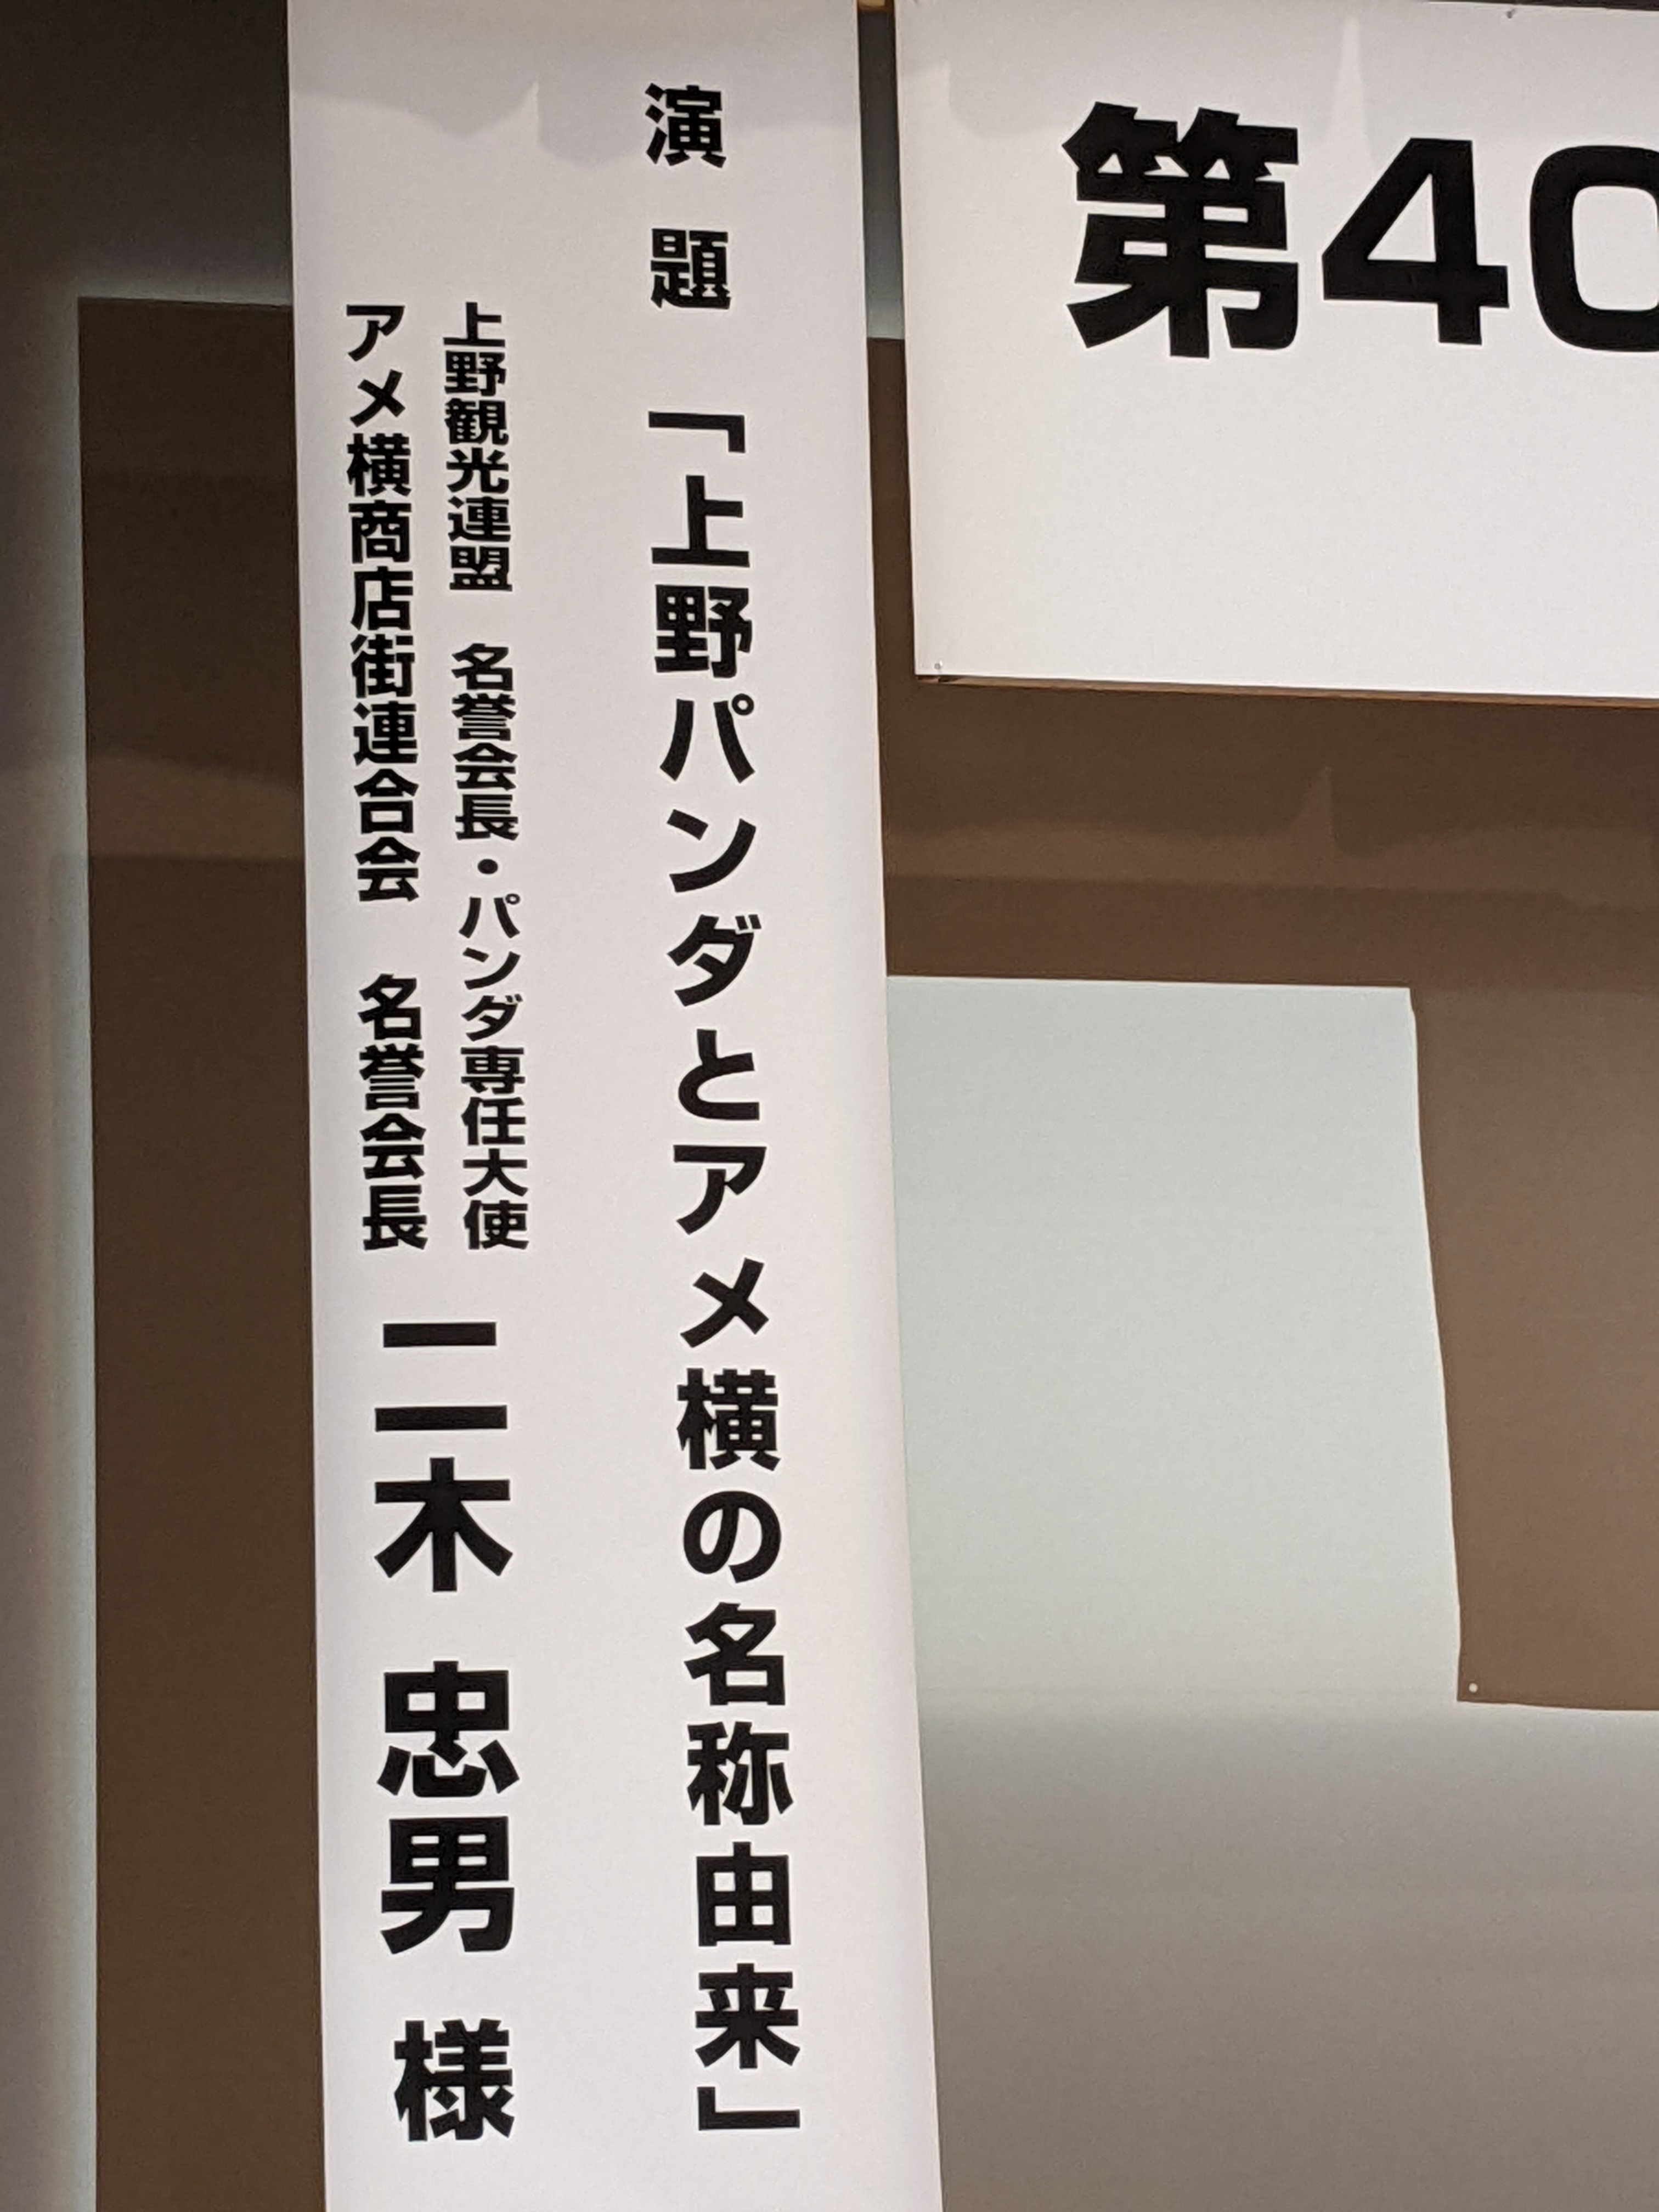 第40
演題「上野パンダとアメ横の名称由来」
上野観光連盟 名誉会長・パンダ専任大使
アメ横商店街連合会 名誉会長
二木 忠男 様